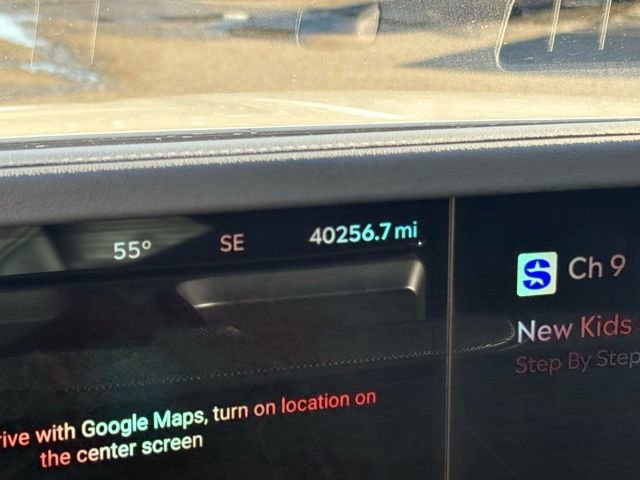 55° SE 40256.7 mi
Ch 9
New Kids
Step By Step
with Google Maps, turn on location on
the center screen